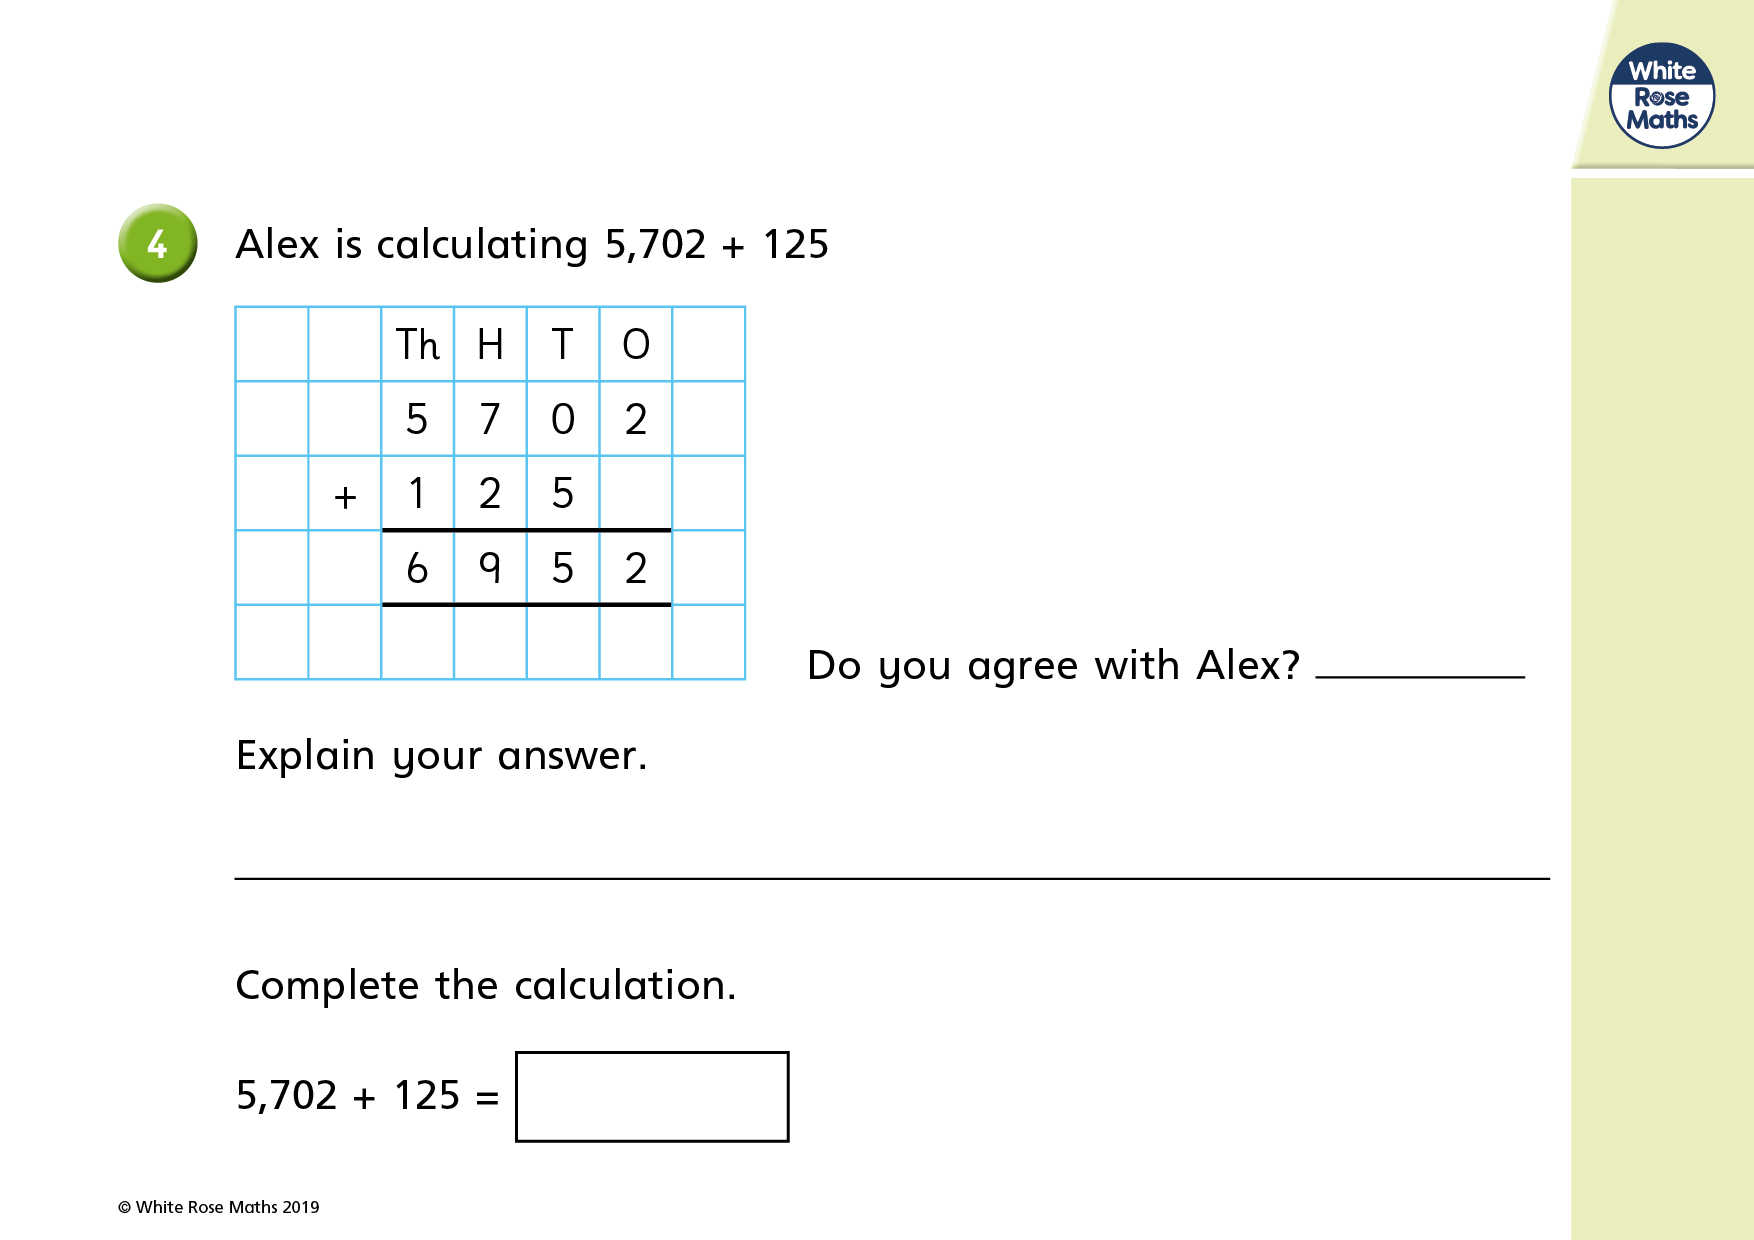 White
Rose
Maths
4 Alex is calculating 5,702 + 125
Th H T O
5 7 0 2
+ 1 2 5
6 9 5 2
Do you agree with Alex?
Explain your answer.
Complete the calculation.
5,702 + 125 =
© White Rose Maths 2019